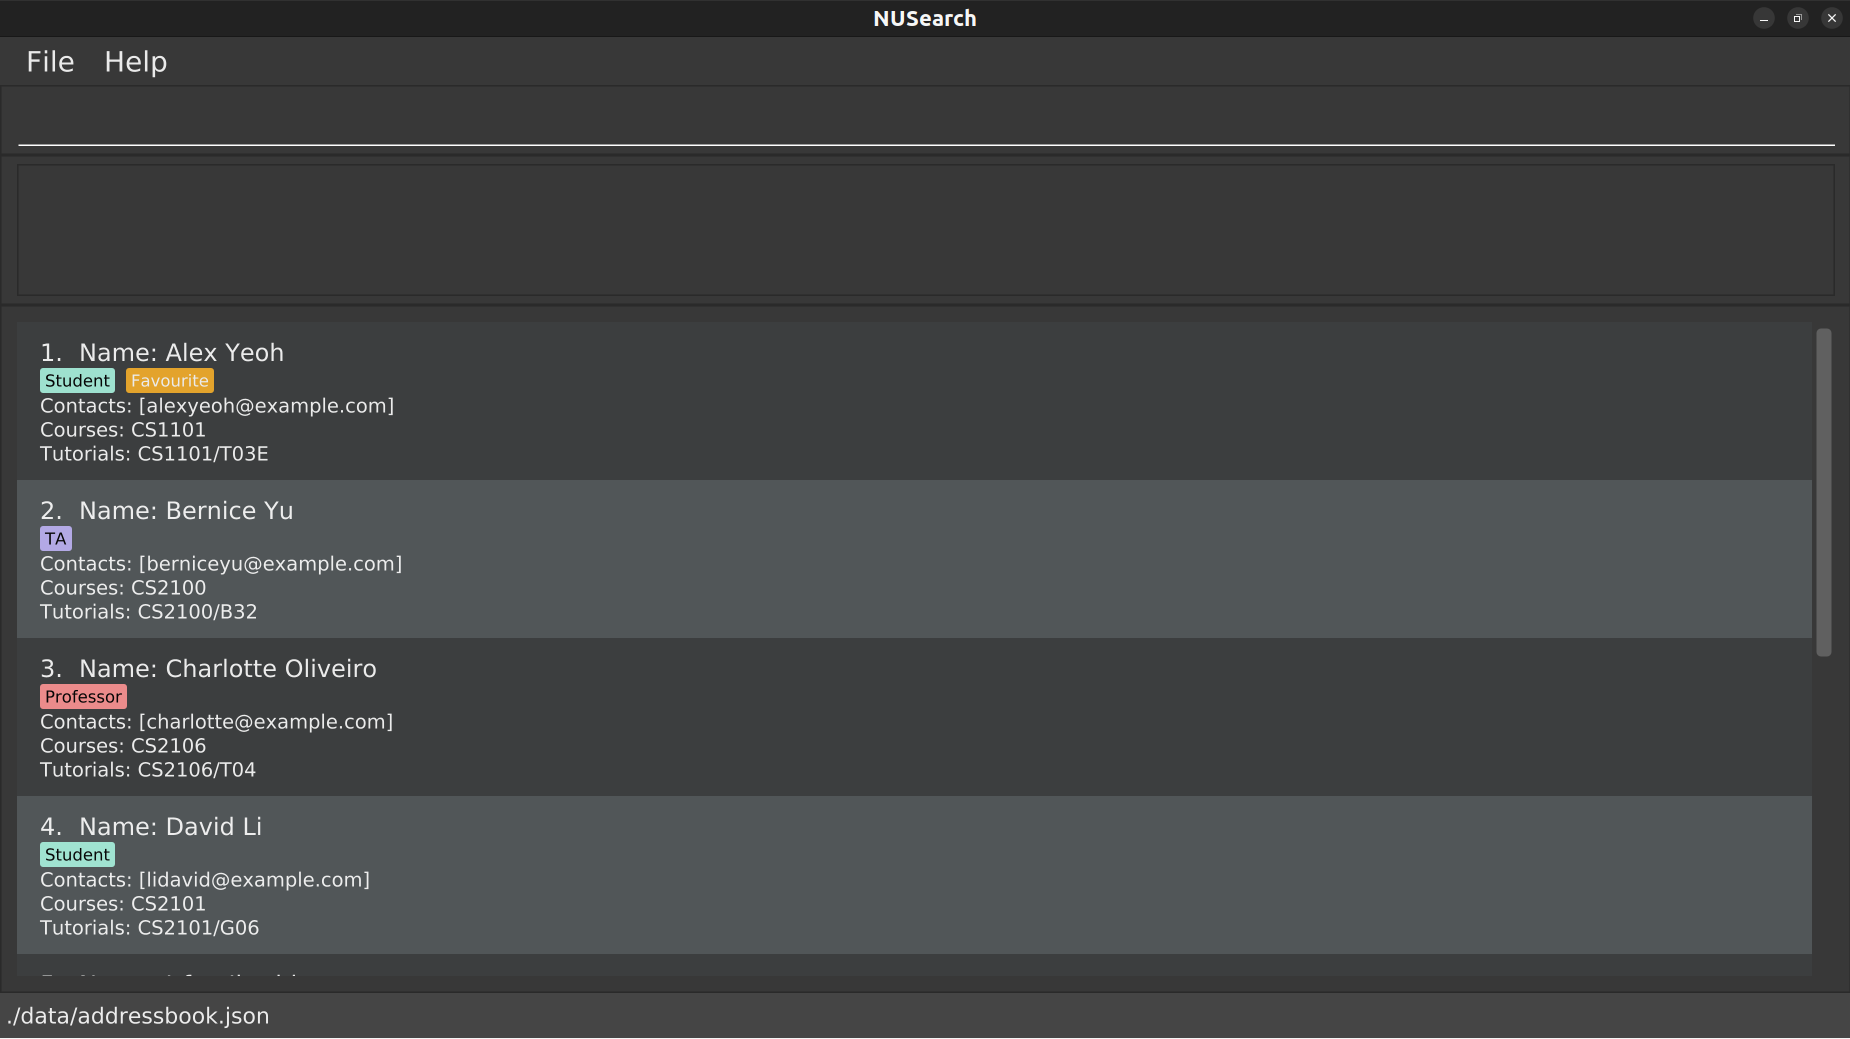 NUSearch
File Help
1. Name: Alex Yeoh
Student Favourite
Contacts: [alexyeoh@example.com]
Courses: CS1101
Tutorials: CS1101/T03E
2. Name: Bernice Yu
TA
Contacts: [berniceyu@example.com]
Courses: CS2100
Tutorials: CS2100/B32
3. Name: Charlotte Oliveiro
Professor
Contacts: [charlotte@example.com]
Courses: CS2106
Tutorials: CS2106/T04
4. Name: David Li
Student
Contacts: [lidavid@example.com]
Courses: CS2101
Tutorials: CS2101/G06
./data/addressbook.json